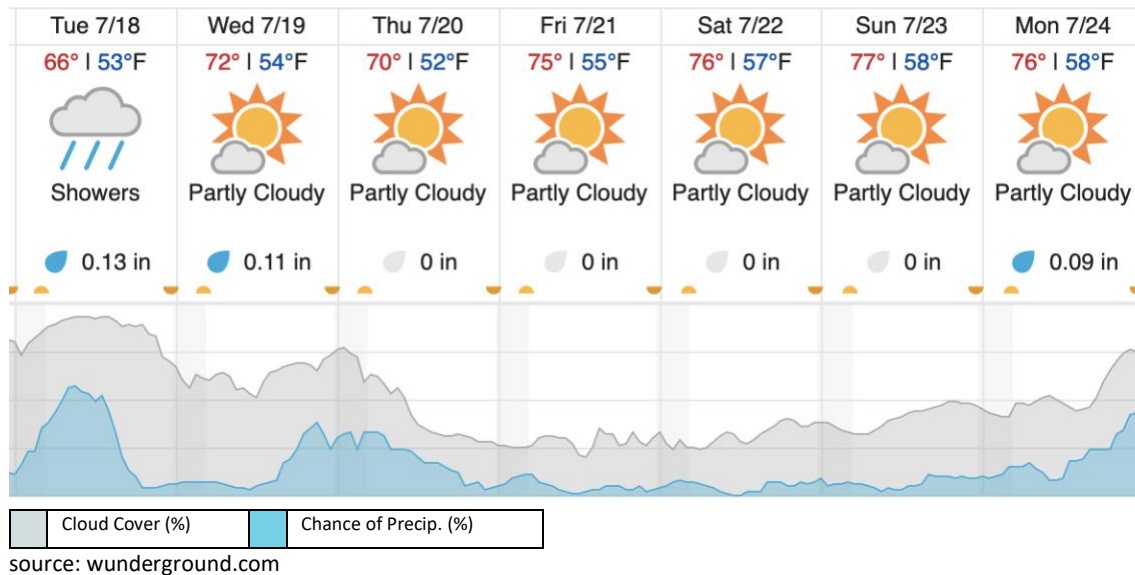 Tue 7/18 Wed 7/19 Thu 7/20 Fri 7/21 Sat 7/22 Sun 7/23 Mon 7/24
66° | 53°F 72° | 54°F 70° | 52°F 75° | 55°F 76° | 57°F 77° | 58°F 76° | 58°F
Showers Partly Cloudy Partly Cloudy Partly Cloudy Partly Cloudy Partly Cloudy Partly Cloudy
0.13 in 0.11 in 0 in 0 in 0 in 0 in 0.09 in
Cloud Cover (%) Chance of Precip. (%)
source: wunderground.com